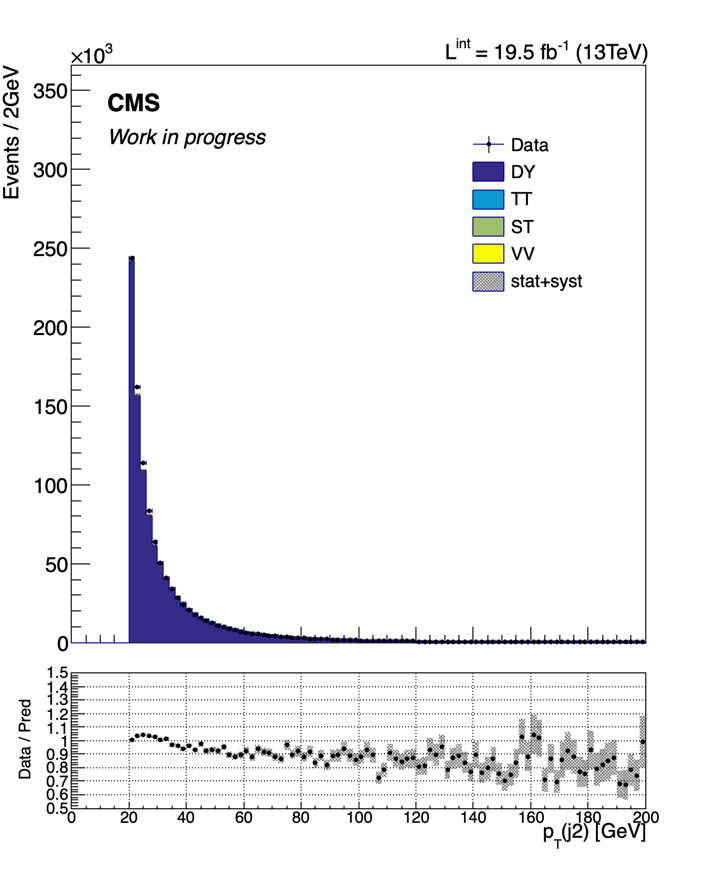 ×10³
L^int = 19.5 fb⁻¹ (13TeV)
Events / 2GeV
350
300
250
200
150
100
50
0
CMS
Work in progress
Data
DY
TT
ST
VV
stat+syst
Data / Pred
1.5
1.4
1.3
1.2
1.1
1
0.9
0.8
0.7
0.6
0.5
0 20 40 60 80 100 120 140 160 180 200
p_T(j2) [GeV]